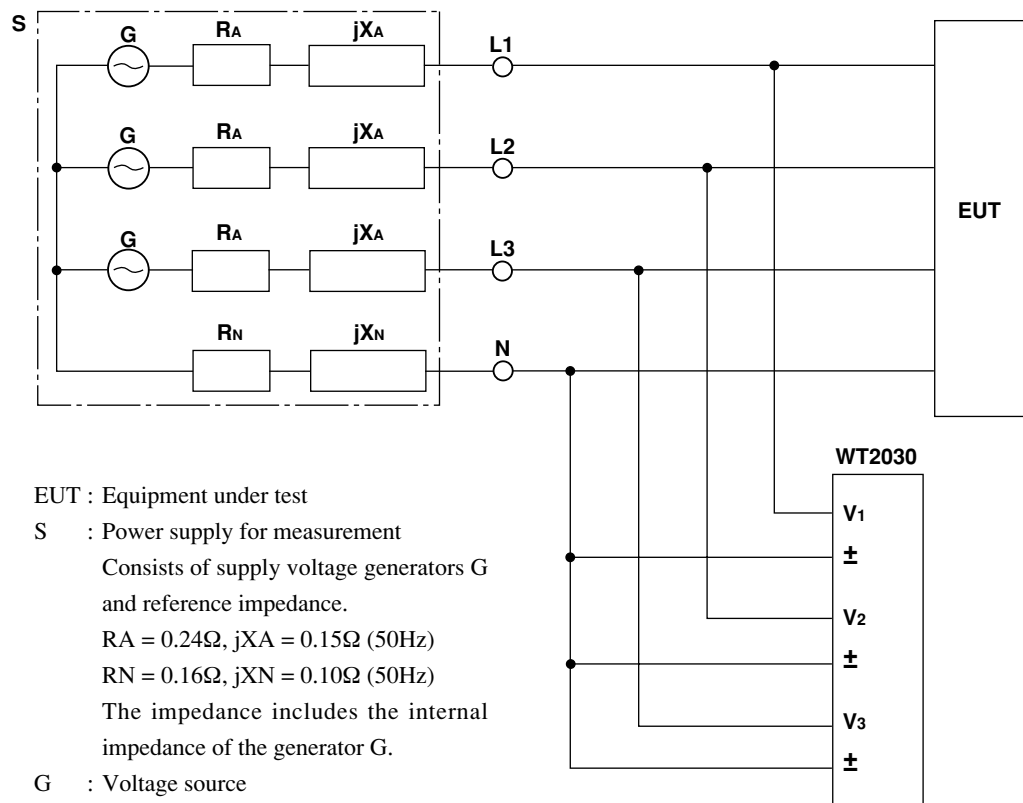 S
G RA jXA L1
G RA jXA L2
G RA jXA L3
RN jXN N
EUT
WT2030
V1
±
V2
±
V3
±
EUT : Equipment under test
S : Power supply for measurement
Consists of supply voltage generators G
and reference impedance.
RA = 0.24Ω, jXA = 0.15Ω (50Hz)
RN = 0.16Ω, jXN = 0.10Ω (50Hz)
The impedance includes the internal
impedance of the generator G.
G : Voltage source